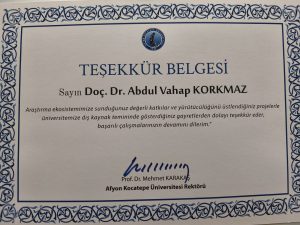 TEŞEKKÜR BELGESİ
Sayın Doç. Dr. Abdul Vahap KORKMAZ
Araştırma ekosistemimize sunduğunuz değerli katkılar ve yürütücülüğünü üstlendiğiniz projelerle
üniversitemize dış kaynak temininde gösterdiğiniz gayretlerden dolayı teşekkür eder,
başarılı çalışmalarınızın devamını dilerim."
Prof. Dr. Mehmet KARAKAŞ
Afyon Kocatepe Üniversitesi Rektörü